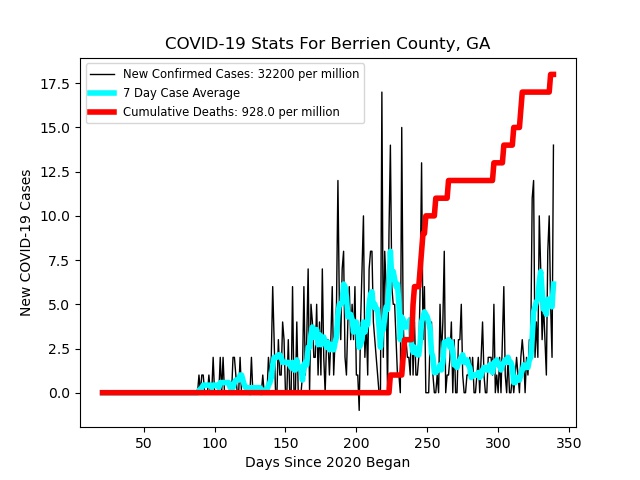 COVID-19 Stats For Berrien County, GA
New Confirmed Cases: 32200 per million
7 Day Case Average
Cumulative Deaths: 928.0 per million
New COVID-19 Cases
17.5
15.0
12.5
10.0
7.5
5.0
2.5
0.0
50 100 150 200 250 300 350
Days Since 2020 Began